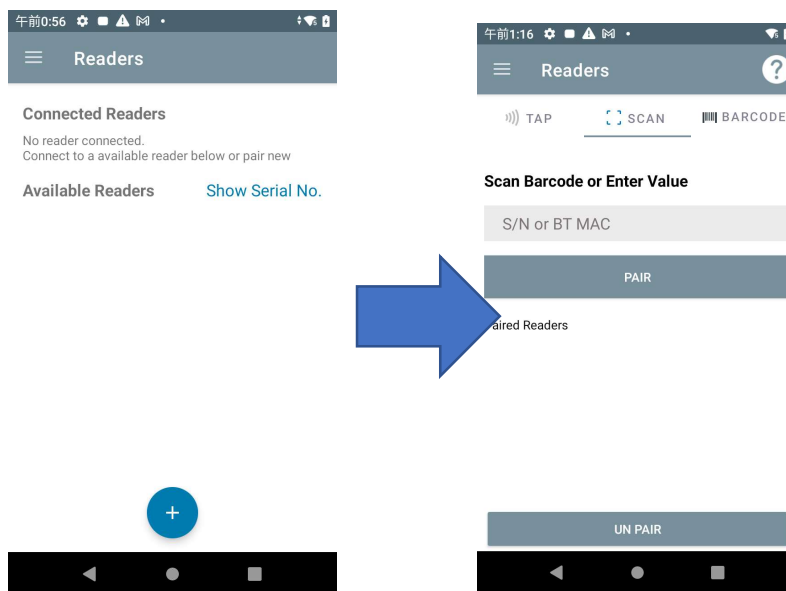 午前0:56
Readers
Connected Readers
No reader connected.
Connect to a available reader below or pair new
Available Readers Show Serial No.
+
午前1:16
Readers ?
TAP SCAN BARCODE
Scan Barcode or Enter Value
S/N or BT MAC
PAIR
aired Readers
UN PAIR